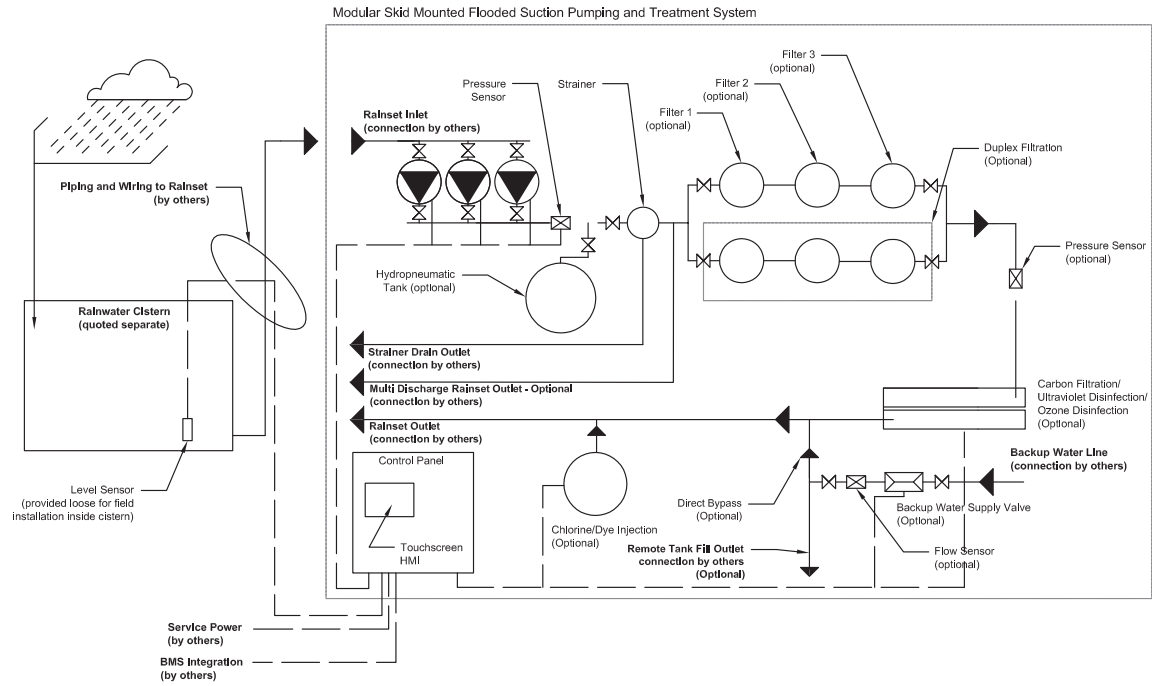 Modular Skid Mounted Flooded Suction Pumping and Treatment System
Filter 3
(optional)
Pressure
Sensor
Strainer
Filter 2
(optional)
Filter 1
(optional)
Rainset Inlet
(connection by others)
Duplex Filtration
(Optional)
Piping and Wiring to Rainset
(by others)
Pressure Sensor
(optional)
Hydropneumatic
Tank (optional)
Rainwater Cistern
(quoted separate)
Strainer Drain Outlet
(connection by others)
Multi Discharge Rainset Outlet - Optional
(connection by others)
Carbon Filtration/
Ultraviolet Disinfection/
Ozone Disinfection
(Optional)
Rainset Outlet
(connection by others)
Control Panel
Backup Water Line
(connection by others)
Level Sensor
(provided loose for field
installation inside cistern)
Direct Bypass
(Optional)
Backup Water Supply Valve
(Optional)
Chlorine/Dye Injection
(Optional)
Touchscreen
HMI
Remote Tank Fill Outlet
connection by others
(Optional)
Flow Sensor
(optional)
Service Power
(by others)
BMS Integration
(by others)